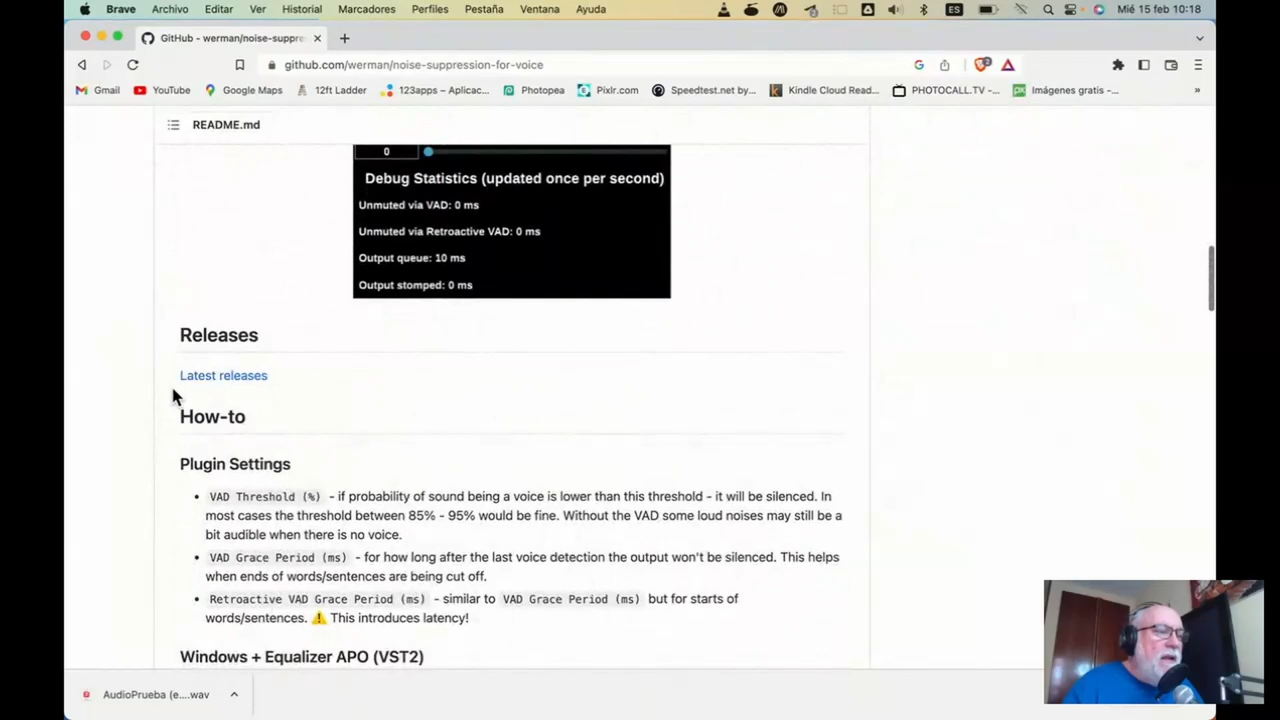 Brave Archivo Editar Ver Historial Marcadores Perfiles Pestaña Ventana Ayuda ES Mié 15 feb 10:18
GitHub - werman/noise-suppre
github.com/werman/noise-suppression-for-voice
Gmail YouTube Google Maps 12ft Ladder 123apps – Aplicac... Photopea Pixlr.com Speedtest.net by... Kindle Cloud Read... PHOTOCALL.TV -... Imágenes gratis -... »
README.md
0
Debug Statistics (updated once per second)
Unmuted via VAD: 0 ms
Unmuted via Retroactive VAD: 0 ms
Output queue: 10 ms
Output stomped: 0 ms
Releases
Latest releases
How-to
Plugin Settings
• VAD Threshold (%) - if probability of sound being a voice is lower than this threshold - it will be silenced. In
most cases the threshold between 85% - 95% would be fine. Without the VAD some loud noises may still be a
bit audible when there is no voice.
• VAD Grace Period (ms) - for how long after the last voice detection the output won't be silenced. This helps
when ends of words/sentences are being cut off.
• Retroactive VAD Grace Period (ms) - similar to VAD Grace Period (ms) but for starts of
words/sentences. ⚠️ This introduces latency!
Windows + Equalizer APO (VST2)
AudioPrueba (e....wav